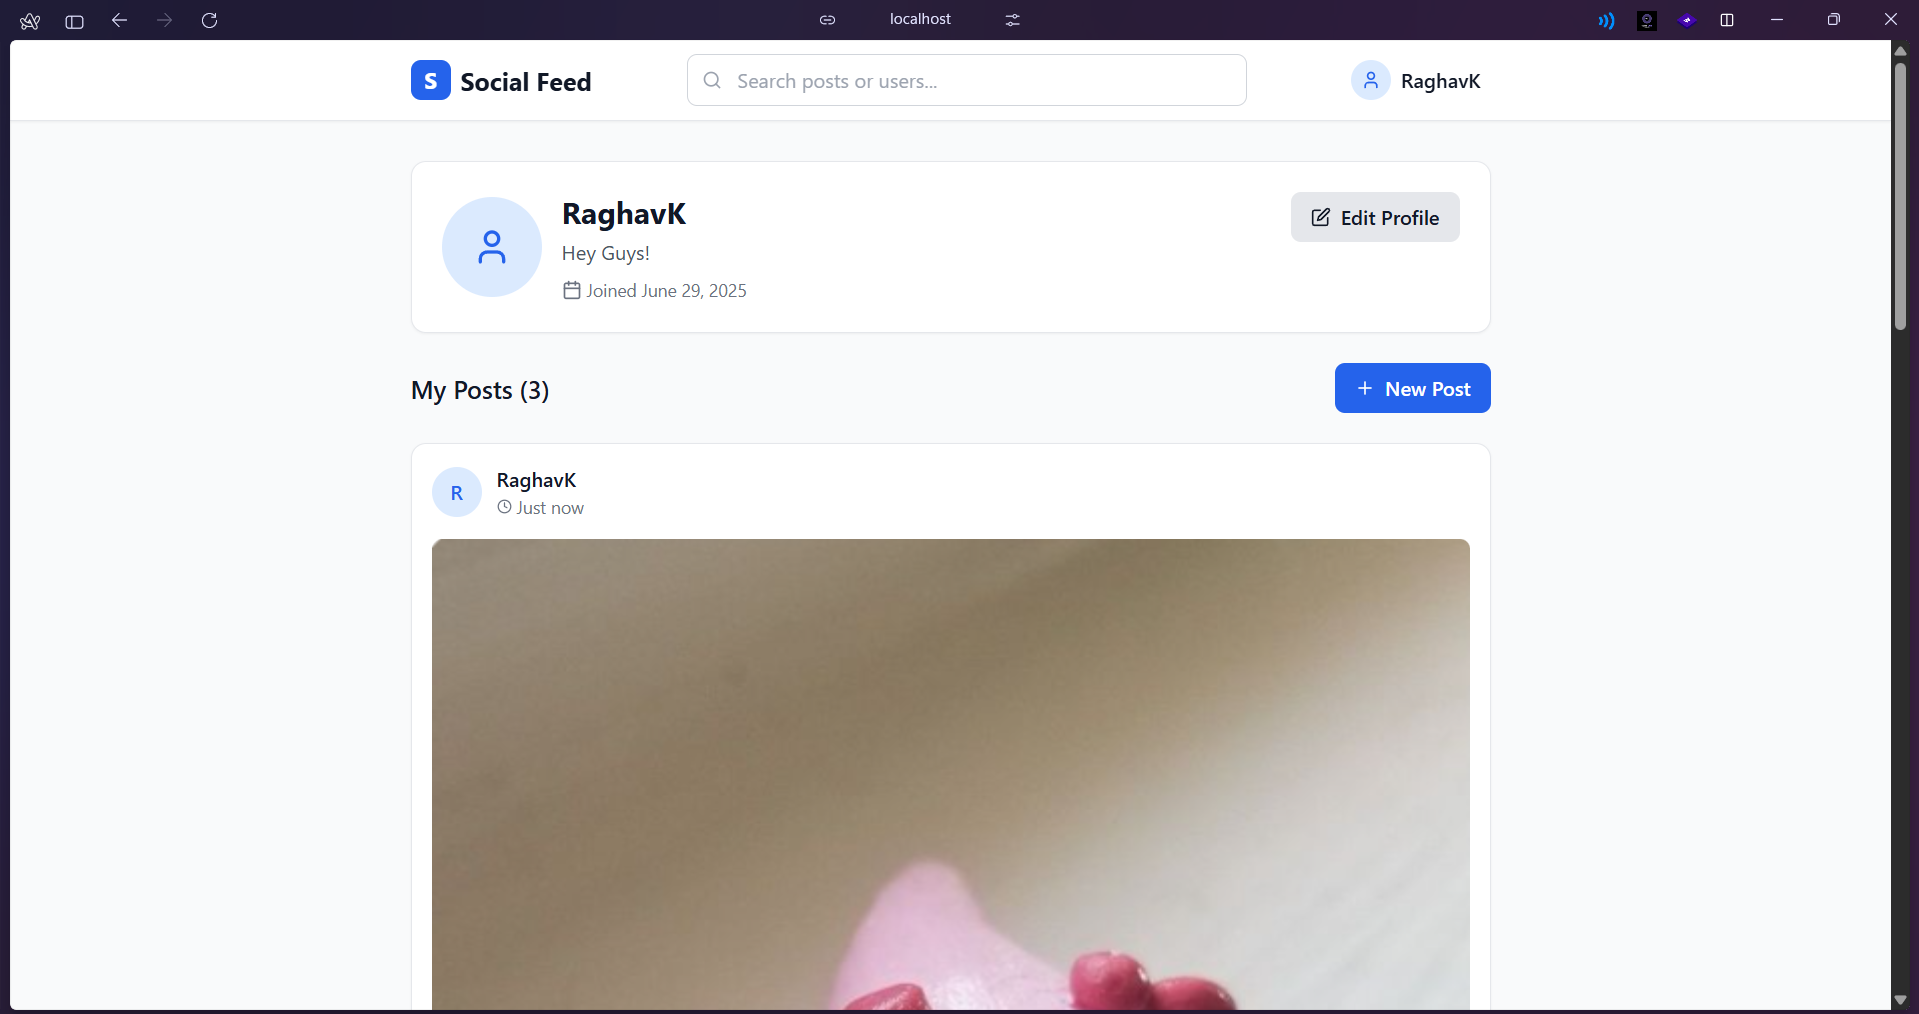 localhost
S Social Feed
Search posts or users...
RaghavK
RaghavK
Edit Profile
Hey Guys!
Joined June 29, 2025
My Posts (3)
New Post
R
RaghavK
Just now